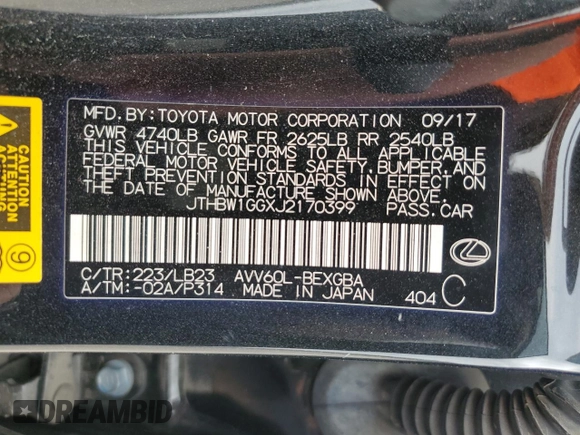 MFD.BY:TOYOTA MOTOR CORPORATION 09/17
GVWR 4740LB GAWR FR 2625LB RR 2540LB
THIS VEHICLE CONFORMS TO ALL APPLICABLE
FEDERAL MOTOR VEHICLE SAFETY,BUMPER,AND
THEFT PREVENTION STANDARDS IN EFFECT ON
THE DATE OF MANUFACTURE SHOWN ABOVE.
JTHBW1GGXJ2170399 PASS.CAR
C/TR:223/LB23 AVV60L-BEXGBA
A/TM:-02A/P314 MADE IN JAPAN 404 C
CAUTION
ATTENTION
9
DREAMBID